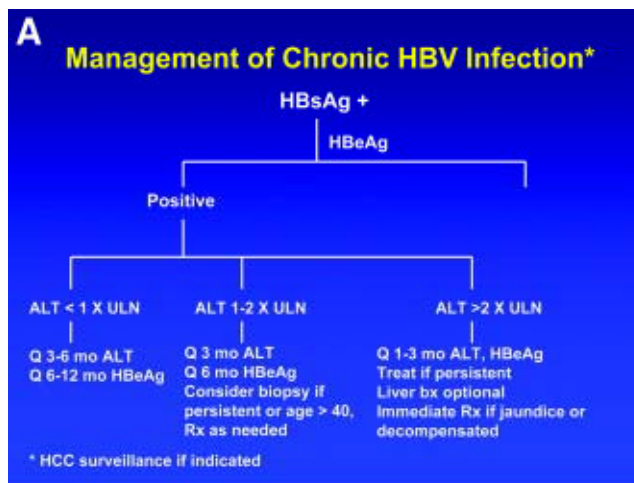 A
Management of Chronic HBV Infection*
HBsAg +
HBeAg
Positive
ALT < 1 X ULN
Q 3-6 mo ALT
Q 6-12 mo HBeAg
ALT 1-2 X ULN
Q 3 mo ALT
Q 6 mo HBeAg
Consider biopsy if
persistent or age > 40,
Rx as needed
ALT >2 X ULN
Q 1-3 mo ALT, HBeAg
Treat if persistent
Liver bx optional
Immediate Rx if jaundice or
decompensated
* HCC surveillance if indicated